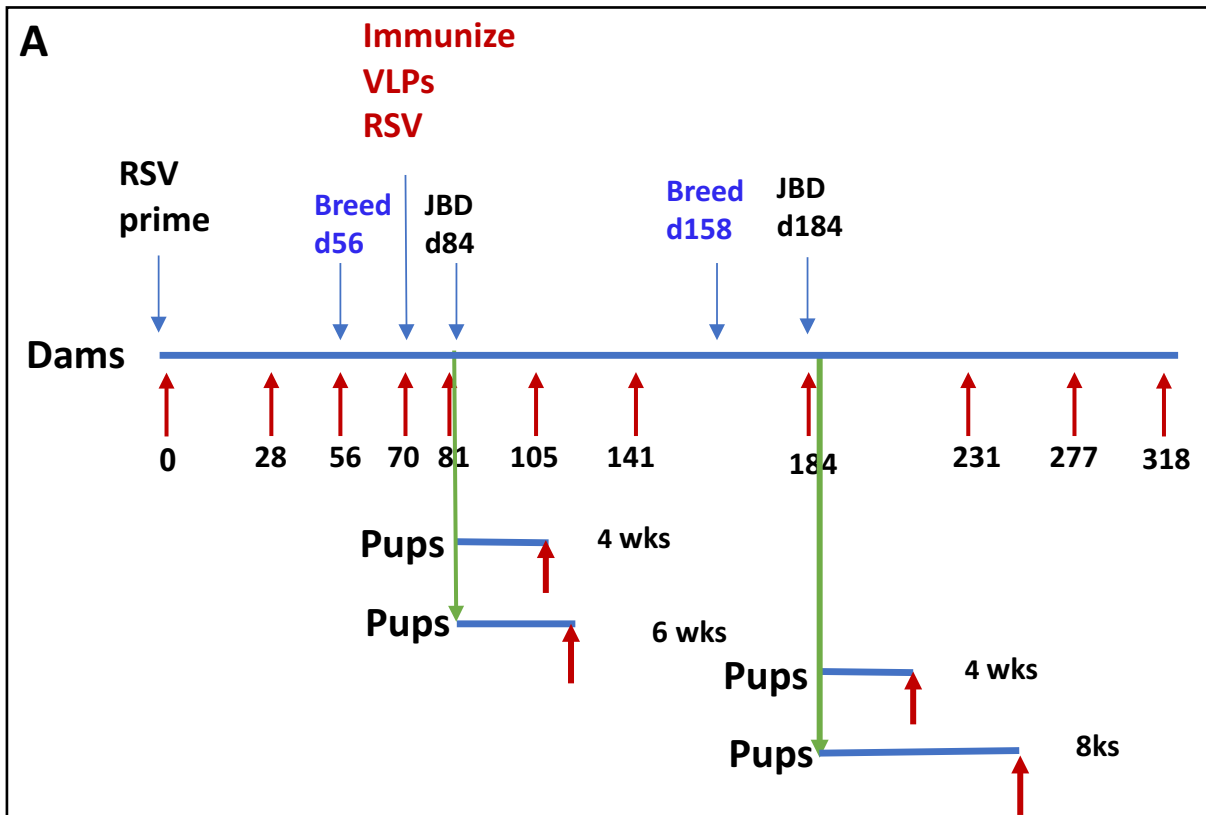 A
Immunize
VLPs
RSV
RSV
prime
Breed
d56
JBD
d84
Breed
d158
JBD
d184
Dams
0 28 56 70 81 105 141 184 231 277 318
Pups 4 wks
Pups 6 wks
Pups 4 wks
Pups 8ks